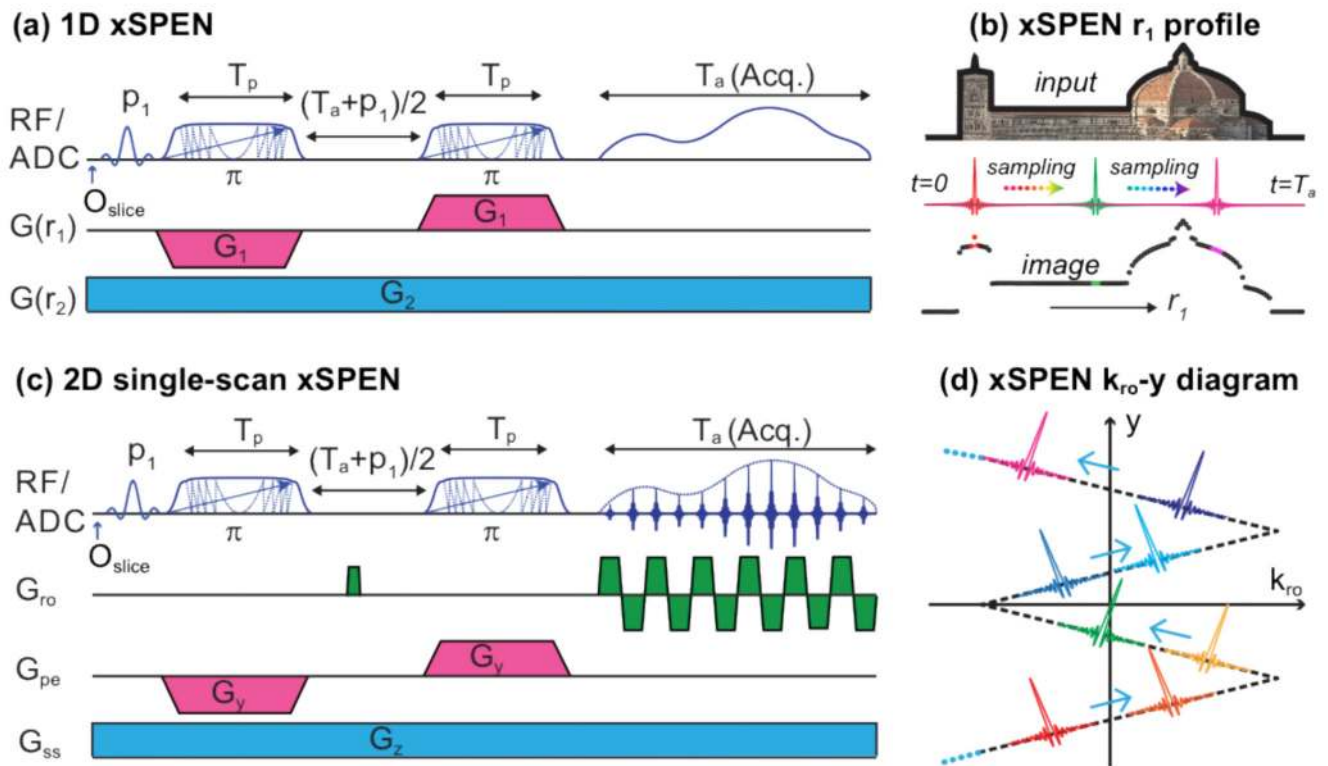 (a) 1D xSPEN
Tp
Tp
Ta (Acq.)
p1
(Ta+p1)/2
RF/
ADC
π
π
Oslice
G(r1)
G1
G1
G(r2)
G2
(b) xSPEN r1 profile
input
sampling
sampling
t=0
t=Ta
image
r1
(c) 2D single-scan xSPEN
Tp
Tp
Ta (Acq.)
p1
(Ta+p1)/2
RF/
ADC
π
π
Oslice
Gro
Gpe
Gy
Gy
Gss
Gz
(d) xSPEN kro-y diagram
y
kro